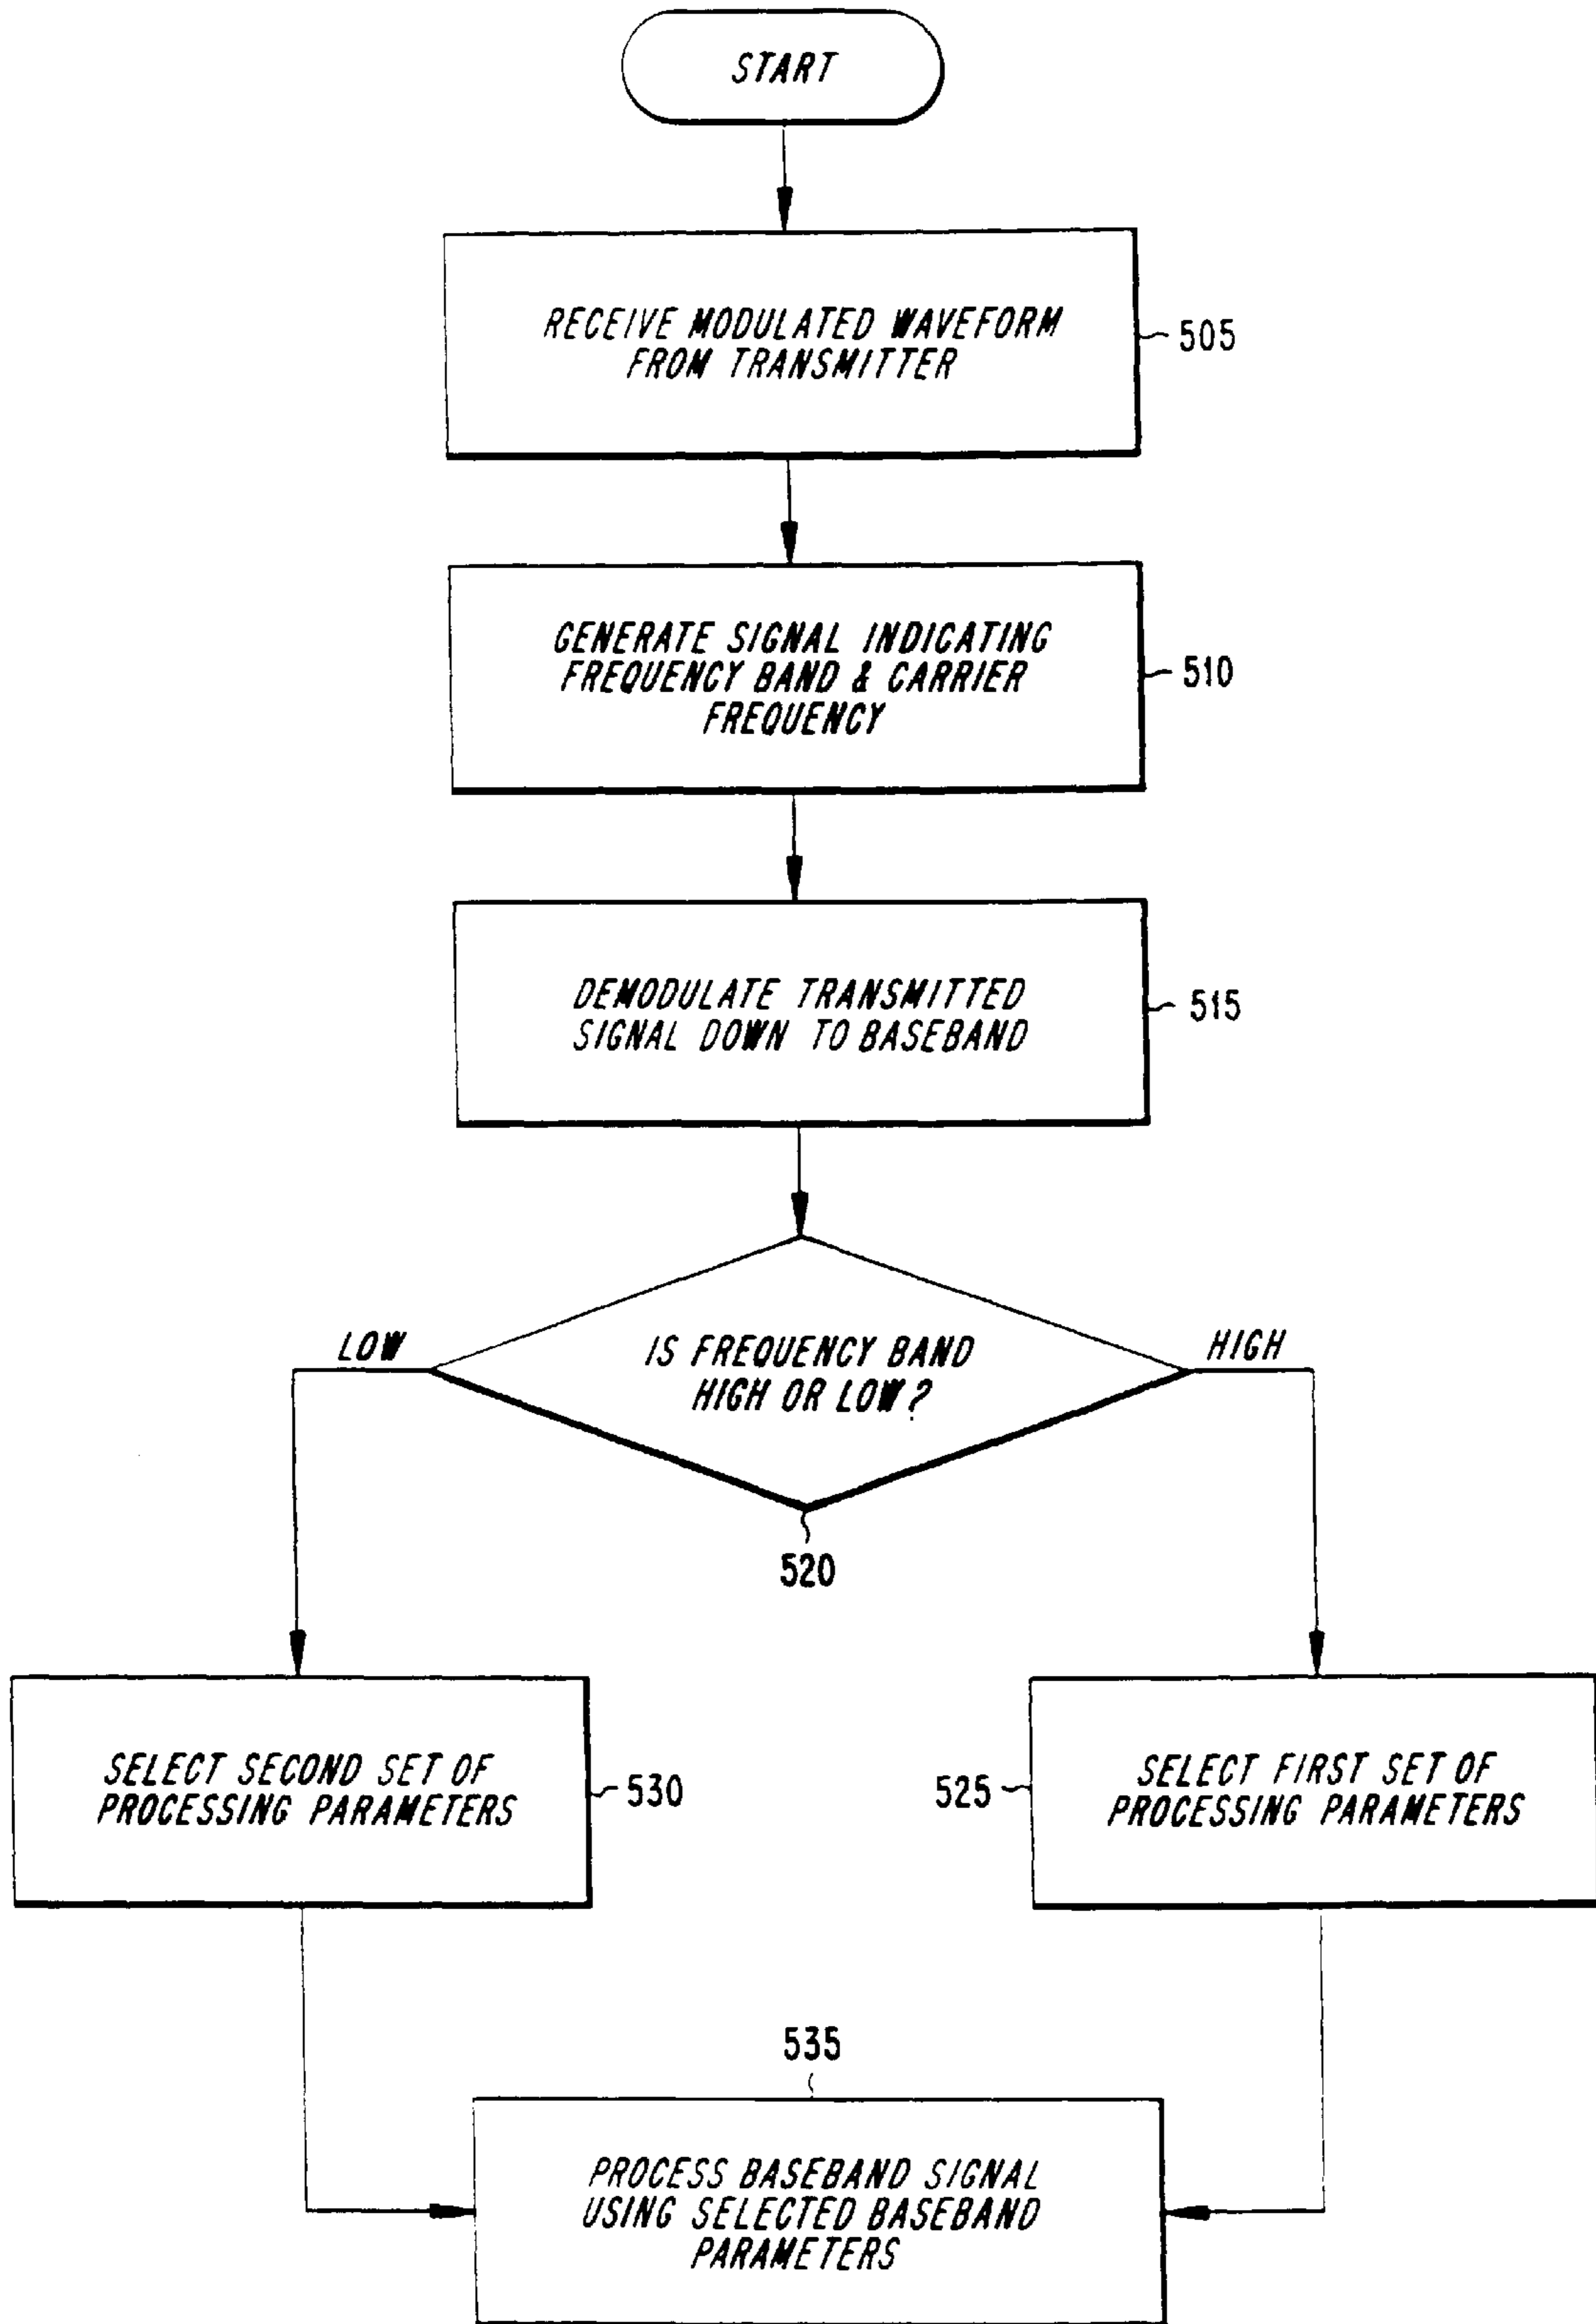 START
RECEIVE MODULATED WAVEFORM
FROM TRANSMITTER
505
GENERATE SIGNAL INDICATING
FREQUENCY BAND & CARRIER
FREQUENCY
510
DEMODULATE TRANSMITTED
SIGNAL DOWN TO BASEBAND
515
LOW
IS FREQUENCY BAND
HIGH OR LOW?
HIGH
520
SELECT SECOND SET OF
PROCESSING PARAMETERS
530
525
SELECT FIRST SET OF
PROCESSING PARAMETERS
535
PROCESS BASEBAND SIGNAL
USING SELECTED BASEBAND
PARAMETERS